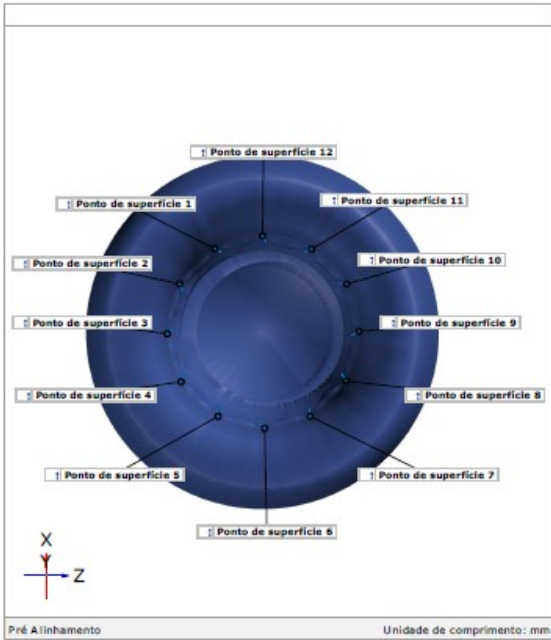 Ponto de superfície 12
Ponto de superfície 1
Ponto de superfície 11
Ponto de superfície 2
Ponto de superfície 10
Ponto de superfície 3
Ponto de superfície 9
Ponto de superfície 4
Ponto de superfície 8
Ponto de superfície 5
Ponto de superfície 7
Ponto de superfície 6
X
Y
Z
Pré Alinhamento
Unidade de comprimento: mm